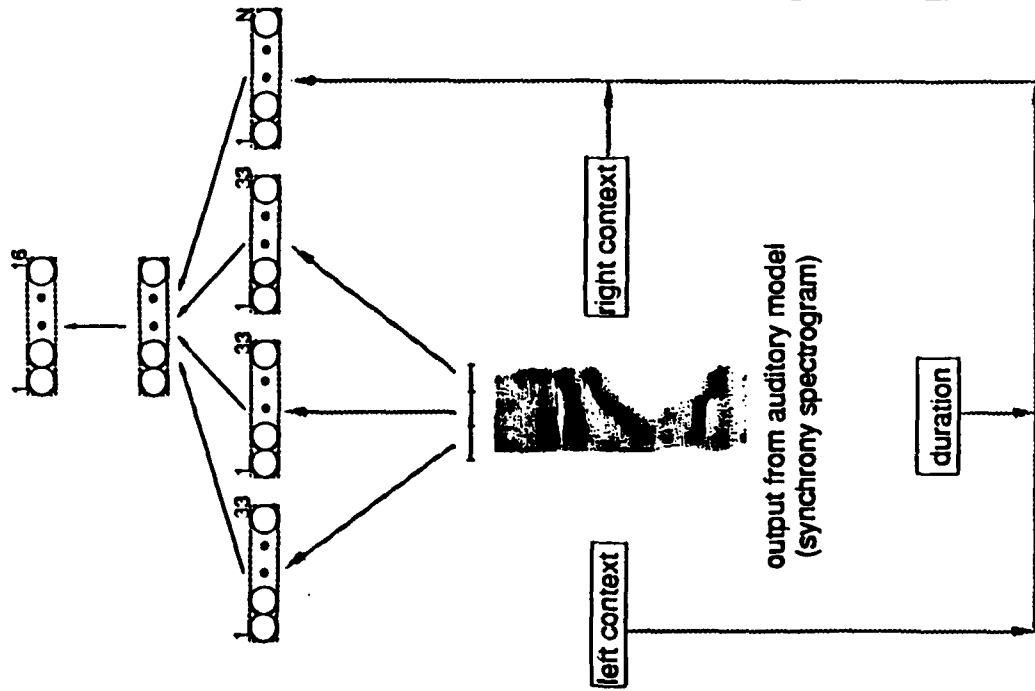 1 16
1 33
1 33
1 33
1 N
left context
right context
output from auditory model
(synchrony spectrogram)
duration